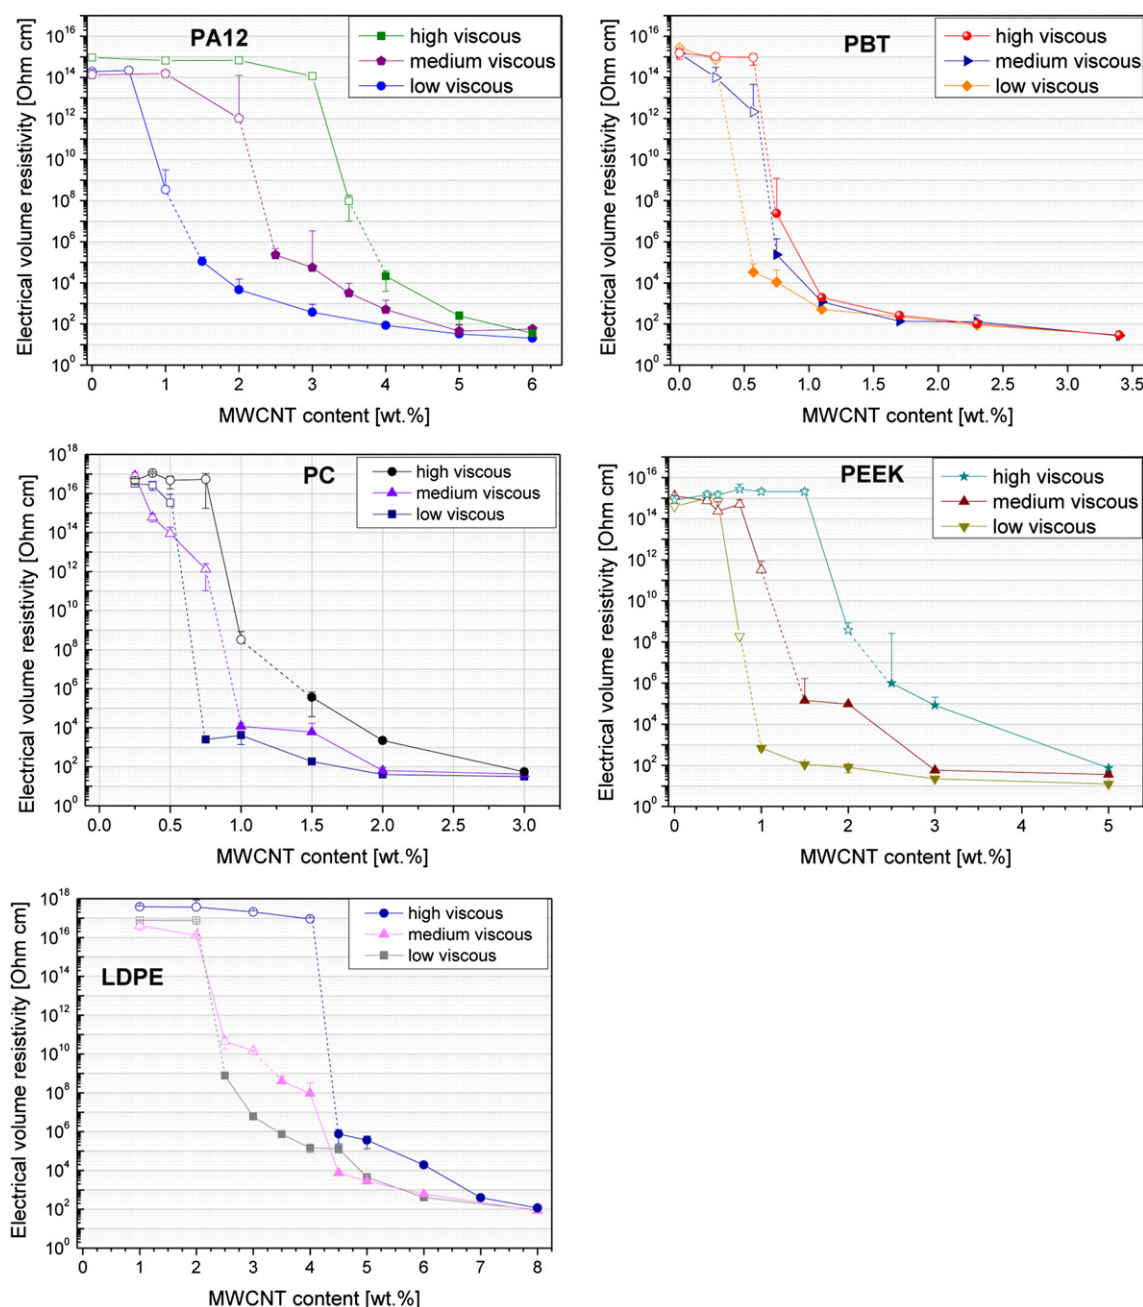 PA12
high viscous
medium viscous
low viscous
Electrical volume resistivity [Ohm cm]
10^16
10^14
10^12
10^10
10^8
10^6
10^4
10^2
10^0
0 1 2 3 4 5 6
MWCNT content [wt.%]
PBT
high viscous
medium viscous
low viscous
Electrical volume resistivity [Ohm cm]
10^16
10^14
10^12
10^10
10^8
10^6
10^4
10^2
10^0
0.0 0.5 1.0 1.5 2.0 2.5 3.0 3.5
MWCNT content [wt.%]
PC
high viscous
medium viscous
low viscous
Electrical volume resistivity [Ohm cm]
10^18
10^16
10^14
10^12
10^10
10^8
10^6
10^4
10^2
10^0
0.0 0.5 1.0 1.5 2.0 2.5 3.0
MWCNT content [wt.%]
PEEK
high viscous
medium viscous
low viscous
Electrical volume resistivity [Ohm cm]
10^16
10^14
10^12
10^10
10^8
10^6
10^4
10^2
10^0
0 1 2 3 4 5
MWCNT content [wt.%]
LDPE
high viscous
medium viscous
low viscous
Electrical volume resistivity [Ohm cm]
10^18
10^16
10^14
10^12
10^10
10^8
10^6
10^4
10^2
10^0
0 1 2 3 4 5 6 7 8
MWCNT content [wt.%]